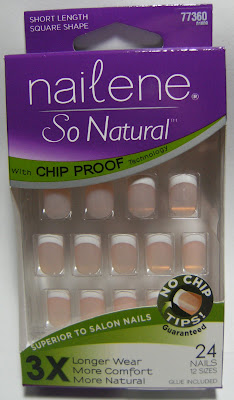 SHORT LENGTH
SQUARE SHAPE
77360
nailene®
So Natural™
With CHIP PROOF Technology
NO CHIP
TIPS!
Guaranteed
SUPERIOR TO SALON NAILS
3X
Longer Wear
More Comfort
More Natural
24
NAILS
12 SIZES
GLUE INCLUDED